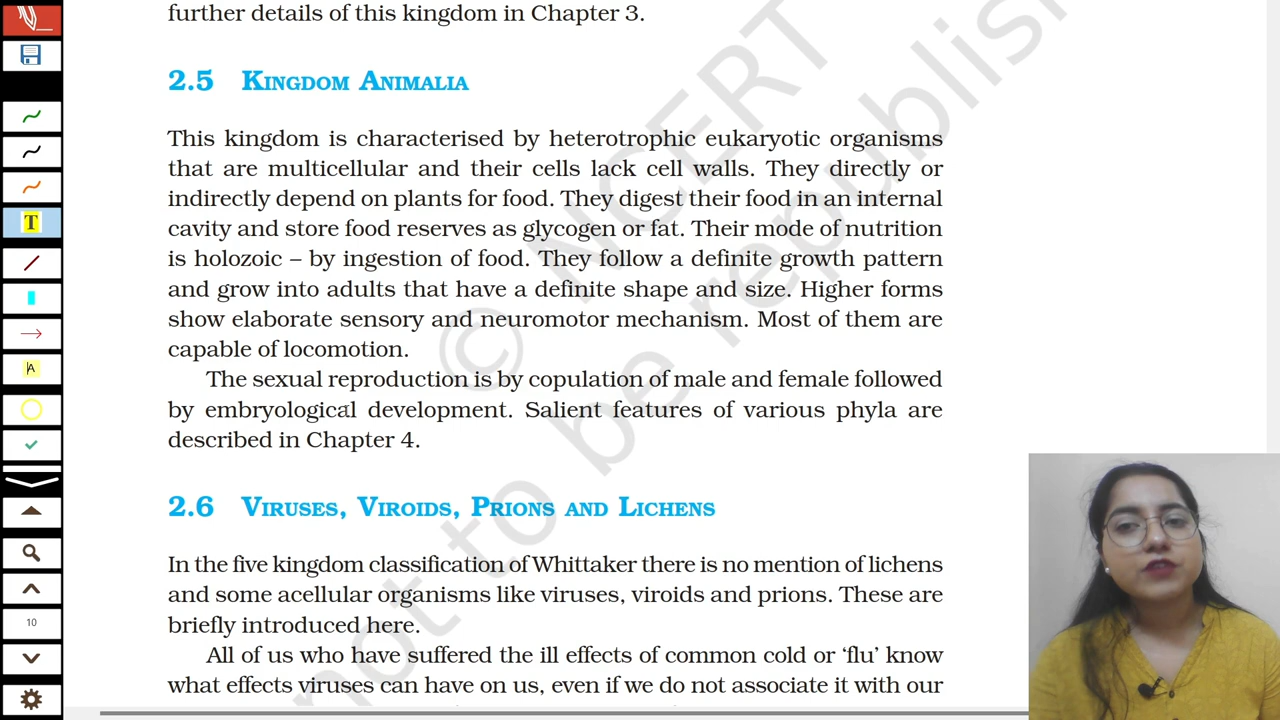 further details of this kingdom in Chapter 3.
2.5 KINGDOM ANIMALIA
This kingdom is characterised by heterotrophic eukaryotic organisms
that are multicellular and their cells lack cell walls. They directly or
indirectly depend on plants for food. They digest their food in an internal
cavity and store food reserves as glycogen or fat. Their mode of nutrition
is holozoic – by ingestion of food. They follow a definite growth pattern
and grow into adults that have a definite shape and size. Higher forms
show elaborate sensory and neuromotor mechanism. Most of them are
capable of locomotion.
The sexual reproduction is by copulation of male and female followed
by embryological development. Salient features of various phyla are
described in Chapter 4.
2.6 VIRUSES, VIROIDS, PRIONS AND LICHENS
In the five kingdom classification of Whittaker there is no mention of lichens
and some acellular organisms like viruses, viroids and prions. These are
briefly introduced here.
All of us who have suffered the ill effects of common cold or ‘flu’ know
what effects viruses can have on us, even if we do not associate it with our
© NCERT
not to be republish
T
A
10